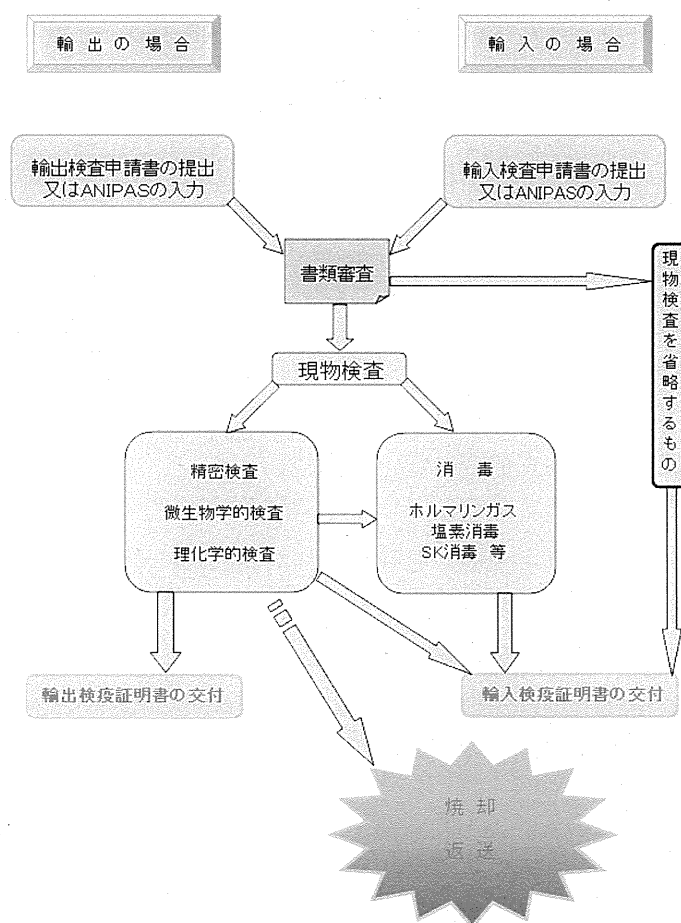 輸出の場合
輸入の場合
輸出検査申請書の提出
又はANIPASの入力
輸入検査申請書の提出
又はANIPASの入力
書類審査
現物検査を省略するもの
現物検査
精密検査
微生物学的検査
理化学的検査
消毒
ホルマリンガス
塩素消毒
SK消毒 等
輸出検疫証明書の交付
輸入検疫証明書の交付
焼却
返送